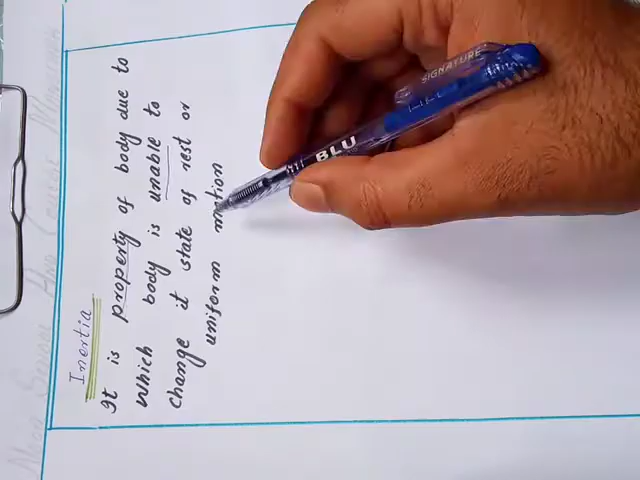 Inertia
It is property of body due to
which body is unable to
change it state of rest or
uniform motion
SIGNATURE
BLU